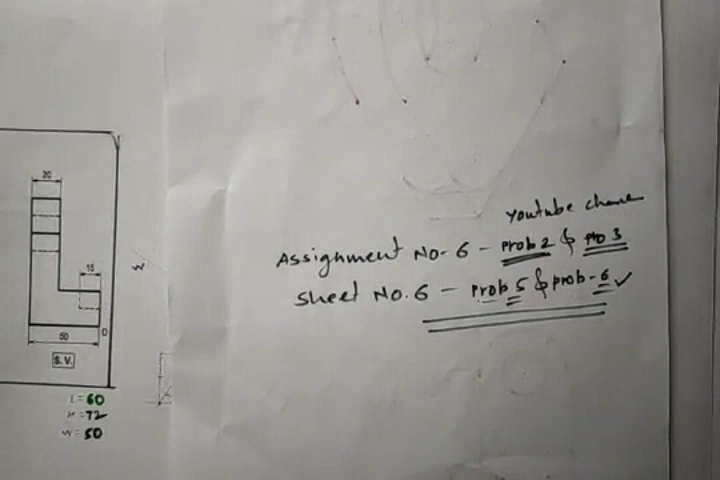 20
15
50
O
S.V.
L=60
H=72
W=50
W
Youtube chane
Assignment No-6 - Prob 2 & Pro 3
Sheet No. 6 - Prob 5 & prob-6 ✓